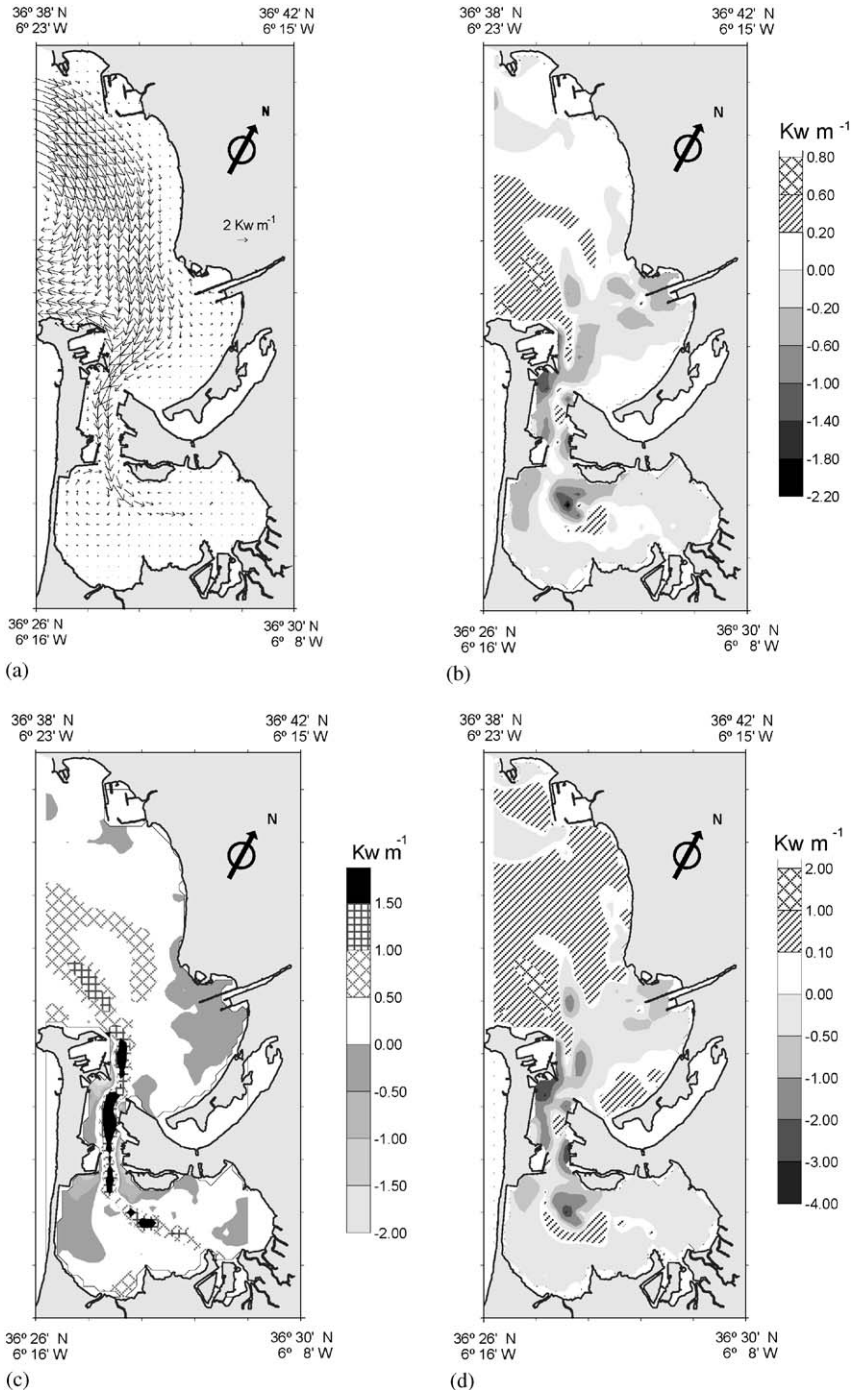 36º 38' N
6º 23' W
36º 42' N
6º 15' W
N
2 Kw m-1
36º 26' N
6º 16' W
36º 30' N
6º 8' W
(a)
36º 38' N
6º 23' W
36º 42' N
6º 15' W
N
Kw m-1
0.80
0.60
0.20
0.00
-0.20
-0.60
-1.00
-1.40
-1.80
-2.20
36º 26' N
6º 16' W
36º 30' N
6º 8' W
(b)
36º 38' N
6º 23' W
36º 42' N
6º 15' W
N
Kw m-1
1.50
1.00
0.50
0.00
-0.50
-1.00
-2.00
36º 26' N
6º 16' W
36º 30' N
6º 8' W
(c)
36º 38' N
6º 23' W
36º 42' N
6º 15' W
N
Kw m-1
2.00
1.00
0.10
0.00
-0.50
-1.00
-2.00
-3.00
-4.00
36º 26' N
6º 16' W
36º 30' N
6º 8' W
(d)